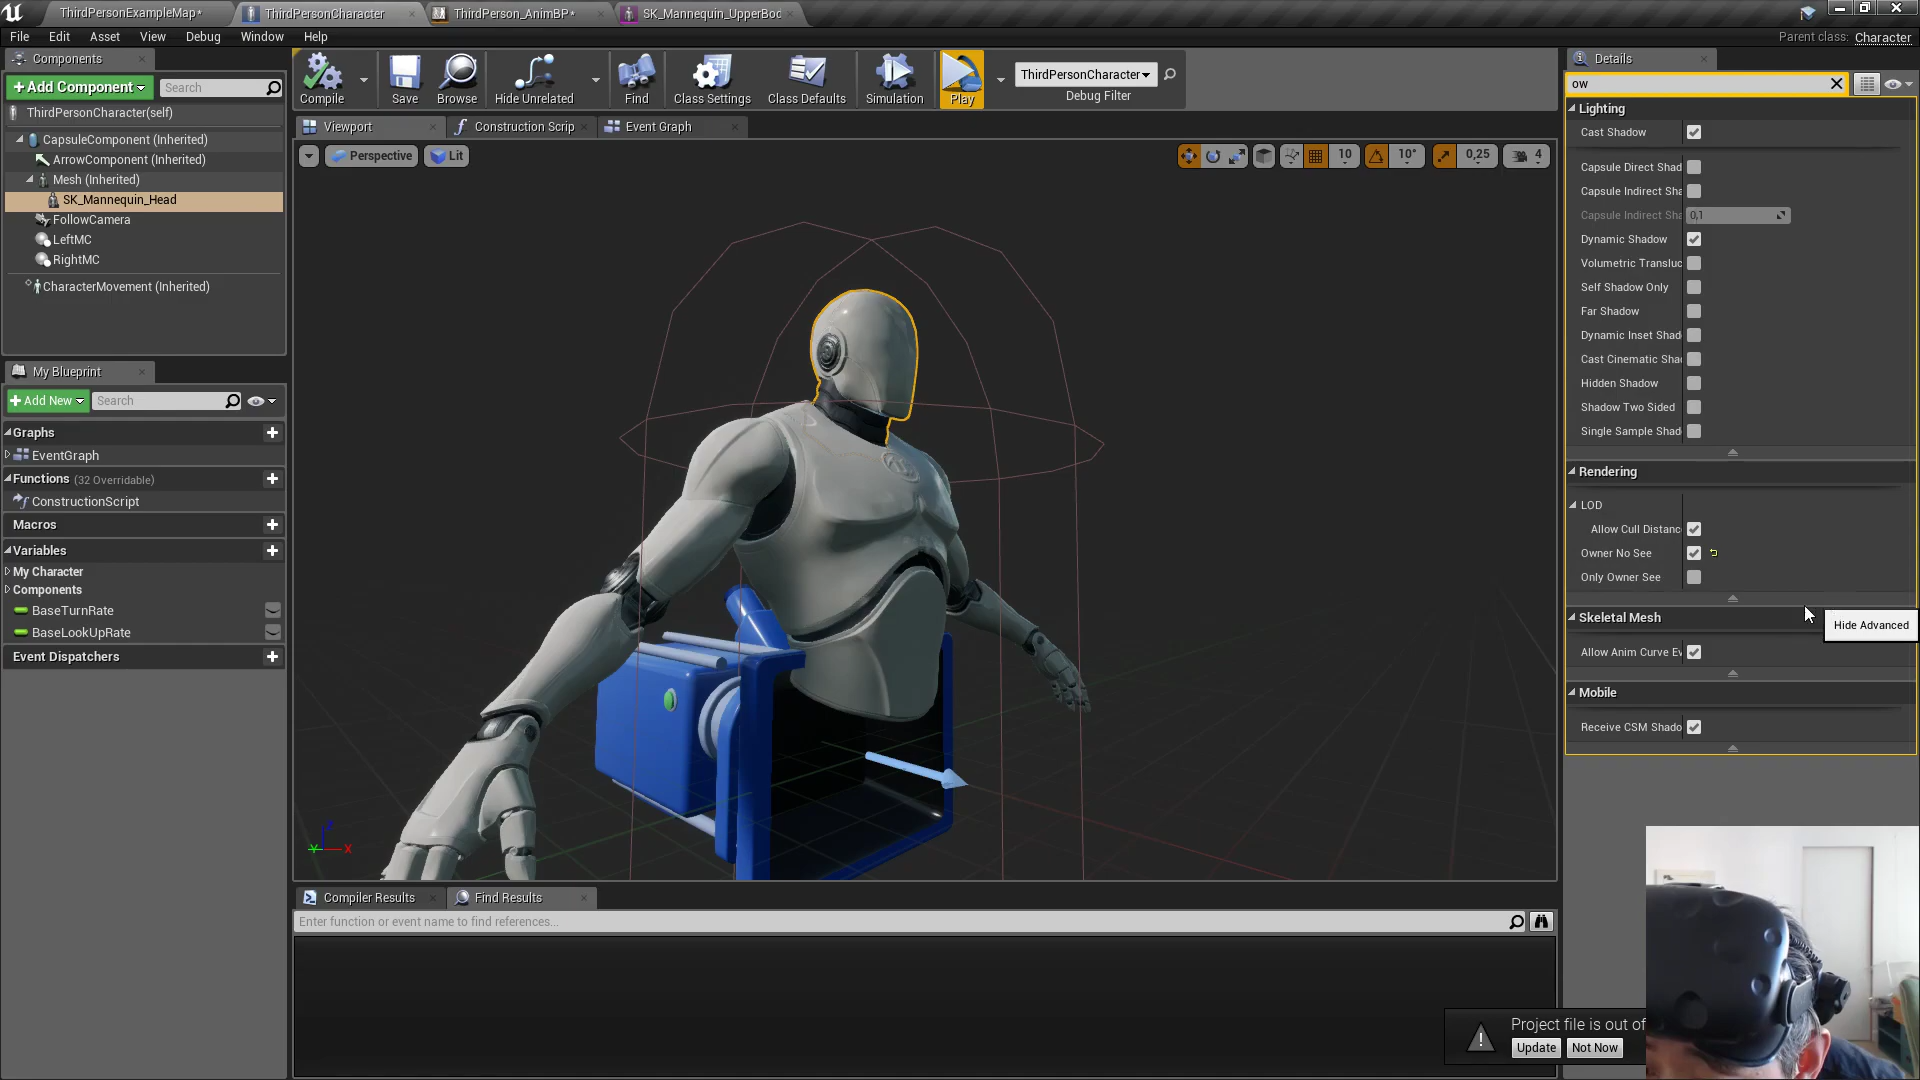 ThirdPersonExampleMap*
ThirdPersonCharacter
ThirdPerson_AnimBP*
SK_Mannequin_UpperBod
File Edit Asset View Debug Window Help
Parent class: Character
Components
+ Add Component
Search
ThirdPersonCharacter(self)
CapsuleComponent (Inherited)
ArrowComponent (Inherited)
Mesh (Inherited)
SK_Mannequin_Head
FollowCamera
LeftMC
RightMC
CharacterMovement (Inherited)
My Blueprint
+ Add New
Search
Graphs
EventGraph
Functions (32 Overridable)
ConstructionScript
Macros
Variables
My Character
Components
BaseTurnRate
BaseLookUpRate
Event Dispatchers
Compile
Save
Browse
Hide Unrelated
Find
Class Settings
Class Defaults
Simulation
Play
ThirdPersonCharacter
Debug Filter
Viewport
Construction Scrip
Event Graph
Perspective
Lit
10
10°
0,25
4
Compiler Results
Find Results
Enter function or event name to find references...
Details
ow
Lighting
Cast Shadow
Capsule Direct Shad
Capsule Indirect Sha
Capsule Indirect Sha 0,1
Dynamic Shadow
Volumetric Transluc
Self Shadow Only
Far Shadow
Dynamic Inset Shad
Cast Cinematic Shad
Hidden Shadow
Shadow Two Sided
Single Sample Shad
Rendering
LOD
Allow Cull Distanc
Owner No See
Only Owner See
Skeletal Mesh
Hide Advanced
Allow Anim Curve Ev
Mobile
Receive CSM Shado
Project file is out of
Update
Not Now
Z
Y
X